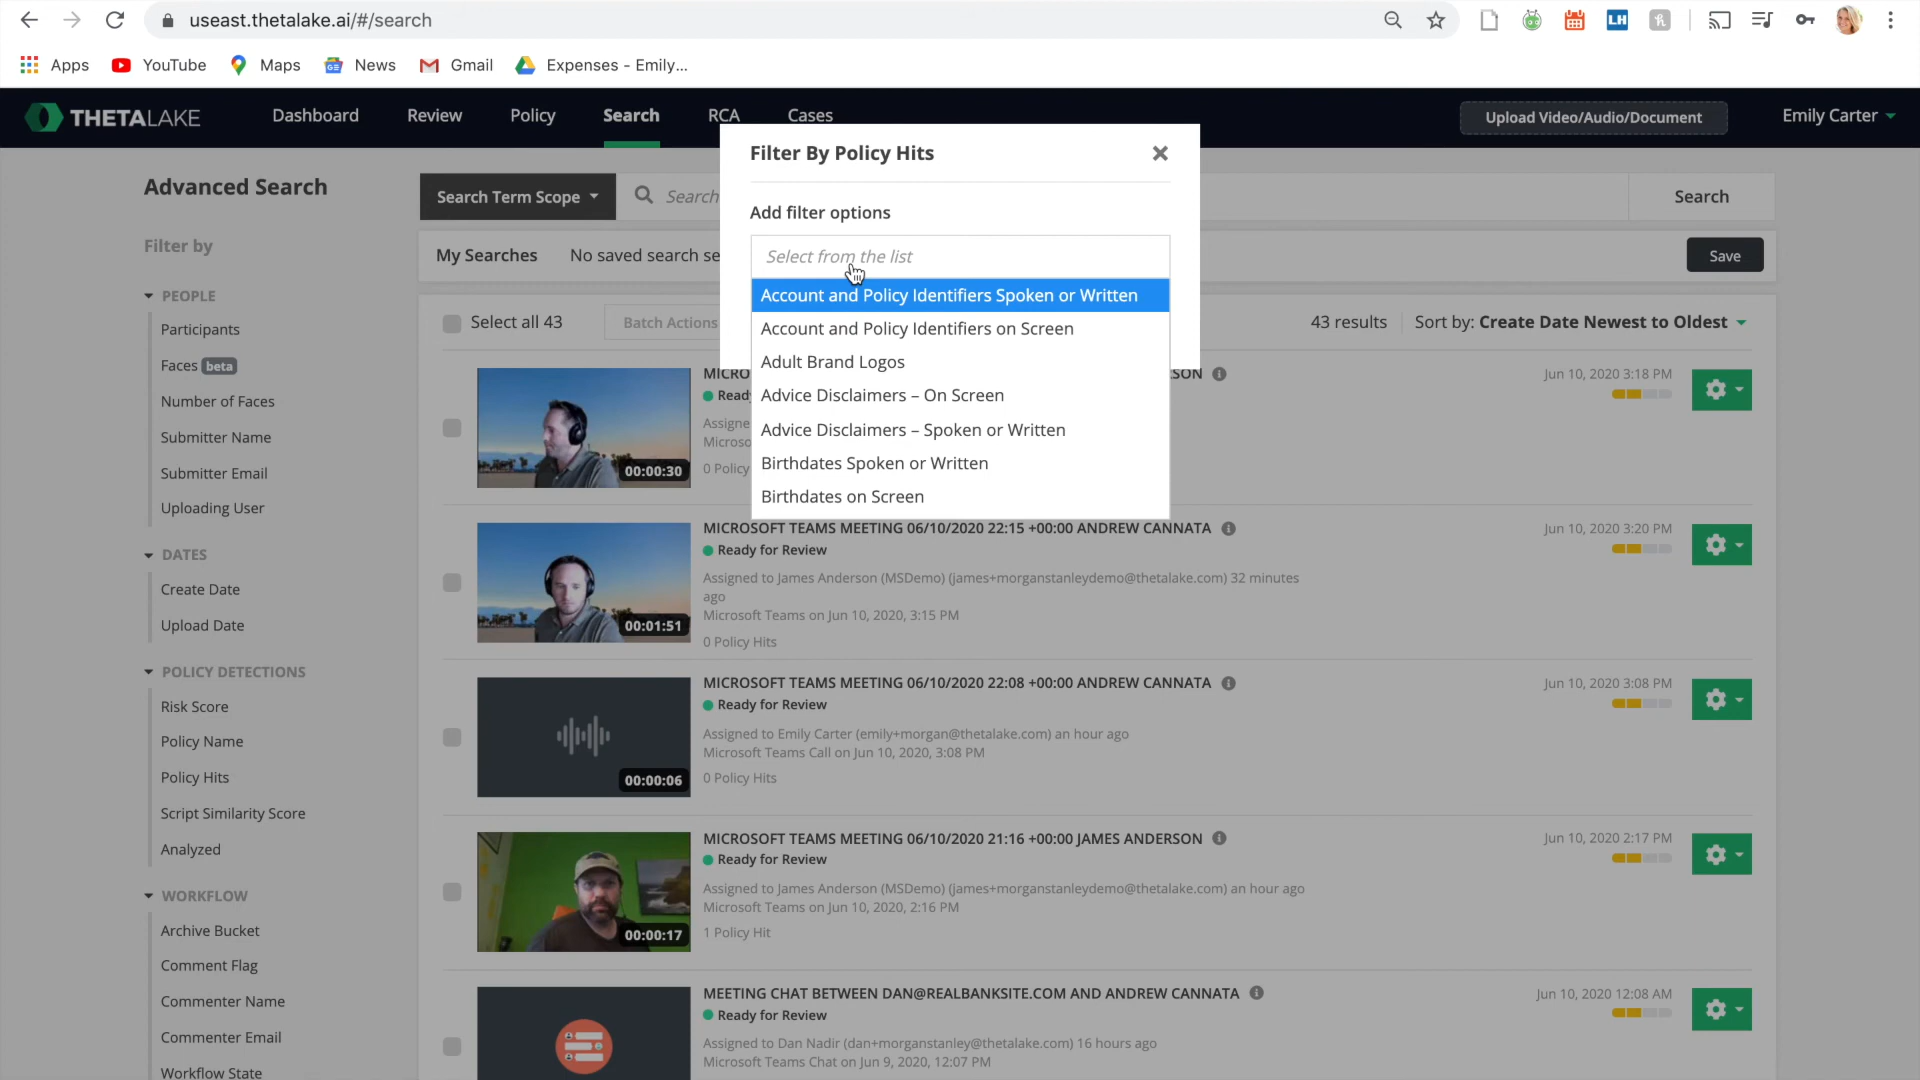 useast.thetalake.ai/#/search
Apps YouTube Maps News Gmail Expenses - Emily...
THETALAKE Dashboard Review Policy Search RCA Cases Upload Video/Audio/Document Emily Carter
Filter By Policy Hits
Add filter options
Select from the list
Account and Policy Identifiers Spoken or Written
Account and Policy Identifiers on Screen
Adult Brand Logos
Advice Disclaimers – On Screen
Advice Disclaimers – Spoken or Written
Birthdates Spoken or Written
Birthdates on Screen
Advanced Search
Filter by
PEOPLE
Participants
Faces beta
Number of Faces
Submitter Name
Submitter Email
Uploading User
DATES
Create Date
Upload Date
POLICY DETECTIONS
Risk Score
Policy Name
Policy Hits
Script Similarity Score
Analyzed
WORKFLOW
Archive Bucket
Comment Flag
Commenter Name
Commenter Email
Workflow State
Search Term Scope Search Search
My Searches No saved search se Save
Select all 43 Batch Actions 43 results Sort by: Create Date Newest to Oldest
MICRO SON Jun 10, 2020 3:18 PM
Ready
Assigne
Microso
0 Policy
00:00:30
MICROSOFT TEAMS MEETING 06/10/2020 22:15 +00:00 ANDREW CANNATA Jun 10, 2020 3:20 PM
Ready for Review
Assigned to James Anderson (MSDemo) (james+morganstanleydemo@thetalake.com) 32 minutes
ago
Microsoft Teams on Jun 10, 2020, 3:15 PM
0 Policy Hits
00:01:51
MICROSOFT TEAMS MEETING 06/10/2020 22:08 +00:00 ANDREW CANNATA Jun 10, 2020 3:08 PM
Ready for Review
Assigned to Emily Carter (emily+morgan@thetalake.com) an hour ago
Microsoft Teams Call on Jun 10, 2020, 3:08 PM
0 Policy Hits
00:00:06
MICROSOFT TEAMS MEETING 06/10/2020 21:16 +00:00 JAMES ANDERSON Jun 10, 2020 2:17 PM
Ready for Review
Assigned to James Anderson (MSDemo) (james+morganstanleydemo@thetalake.com) an hour ago
Microsoft Teams on Jun 10, 2020, 2:16 PM
1 Policy Hit
00:00:17
MEETING CHAT BETWEEN DAN@REALBANKSITE.COM AND ANDREW CANNATA Jun 10, 2020 12:08 AM
Ready for Review
Assigned to Dan Nadir (dan+morganstanley@thetalake.com) 16 hours ago
Microsoft Teams Chat on Jun 9, 2020, 12:07 PM
LH